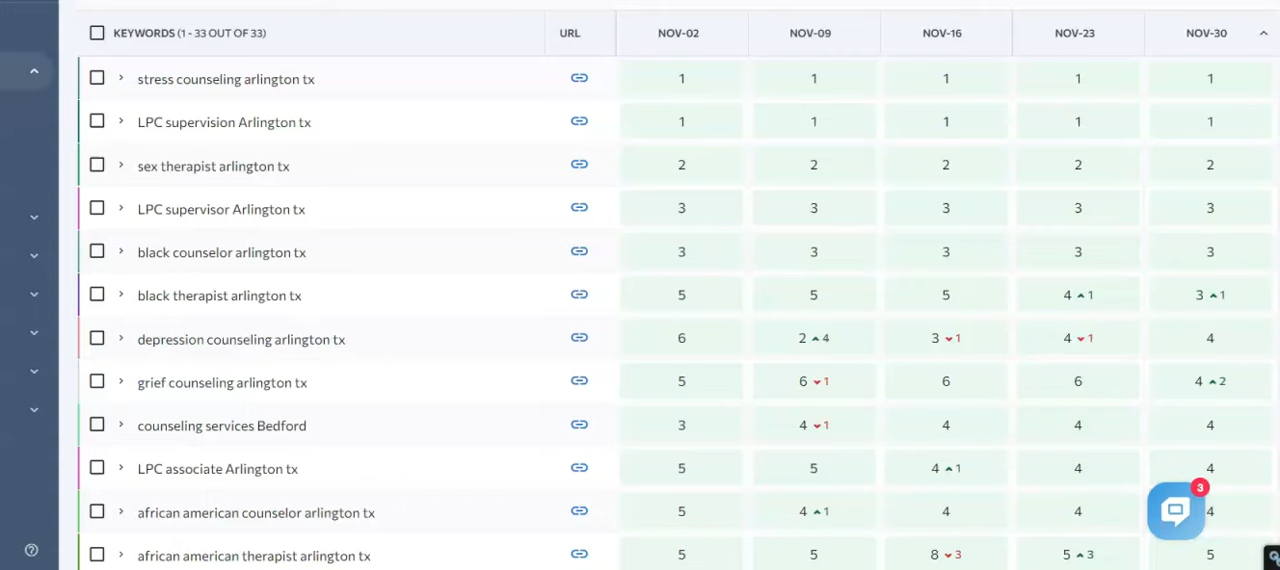 KEYWORDS (1 - 33 OUT OF 33) URL NOV-02 NOV-09 NOV-16 NOV-23 NOV-30
stress counseling arlington tx 1 1 1 1 1
LPC supervision Arlington tx 1 1 1 1 1
sex therapist arlington tx 2 2 2 2 2
LPC supervisor Arlington tx 3 3 3 3 3
black counselor arlington tx 3 3 3 3 3
black therapist arlington tx 5 5 5 4 1 3 1
depression counseling arlington tx 6 2 4 3 1 4 1 4
grief counseling arlington tx 5 6 1 6 6 4 2
counseling services Bedford 3 4 1 4 4 4
LPC associate Arlington tx 5 5 4 1 4 4
3
african american counselor arlington tx 5 4 1 4 4 4
african american therapist arlington tx 5 5 8 3 5 3 5